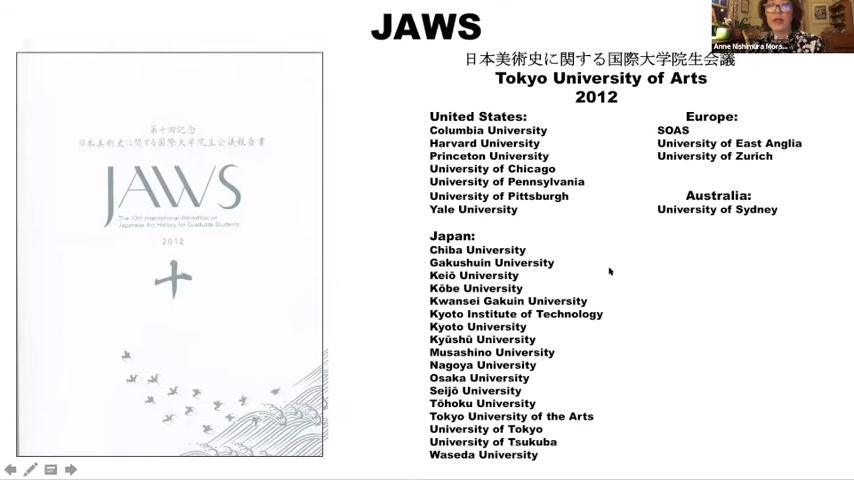 JAWS
Anne Nishimura Mors...
日本美術史に関する国際大学院生会議
Tokyo University of Arts
2012
第十回記念
日本美術史に関する国際大学院生会議報告書
JAWS
The 10th International Workshop on
Japanese Art History for Graduate Students
2012
十
United States:
Columbia University
Harvard University
Princeton University
University of Chicago
University of Pennsylvania
University of Pittsburgh
Yale University
Europe:
SOAS
University of East Anglia
University of Zurich
Australia:
University of Sydney
Japan:
Chiba University
Gakushuin University
Keiō University
Kōbe University
Kwansei Gakuin University
Kyoto Institute of Technology
Kyoto University
Kyūshū University
Musashino University
Nagoya University
Osaka University
Seijō University
Tōhoku University
Tokyo University of the Arts
University of Tokyo
University of Tsukuba
Waseda University